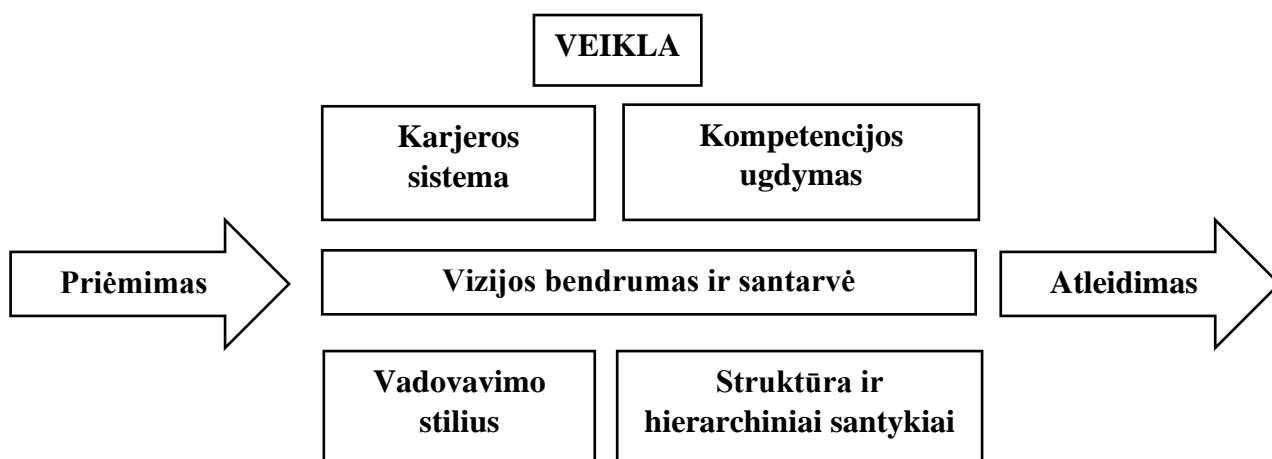 VEIKLA
Karjeros
sistema
Kompetencijos
ugdymas
Priėmimas
Vizijos bendrumas ir santarvė
Atleidimas
Vadovavimo
stilius
Struktūra ir
hierarchiniai santykiai